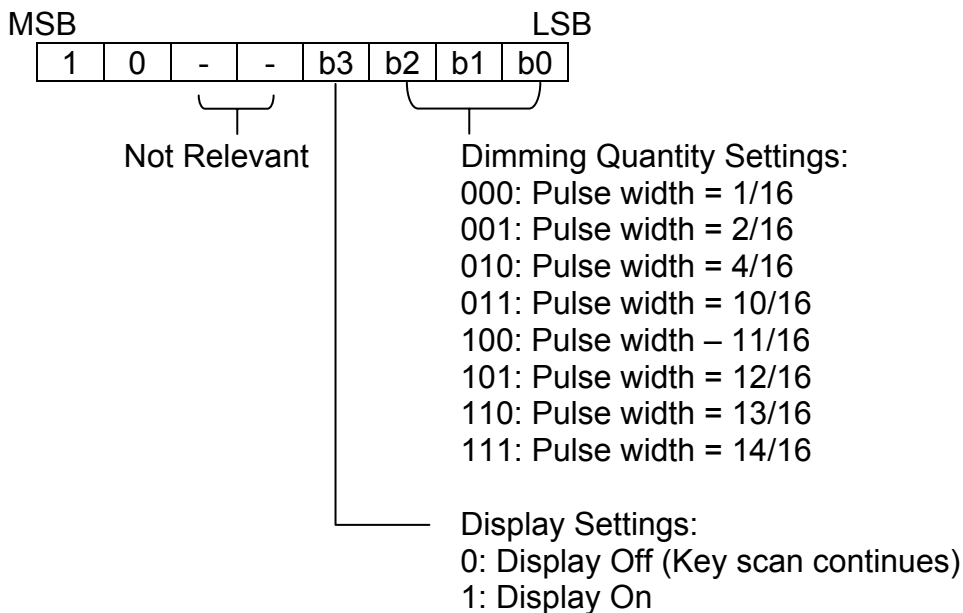 MSB LSB
1 0 - - b3 b2 b1 b0
Not Relevant
Dimming Quantity Settings:
000: Pulse width = 1/16
001: Pulse width = 2/16
010: Pulse width = 4/16
011: Pulse width = 10/16
100: Pulse width – 11/16
101: Pulse width = 12/16
110: Pulse width = 13/16
111: Pulse width = 14/16
Display Settings:
0: Display Off (Key scan continues)
1: Display On